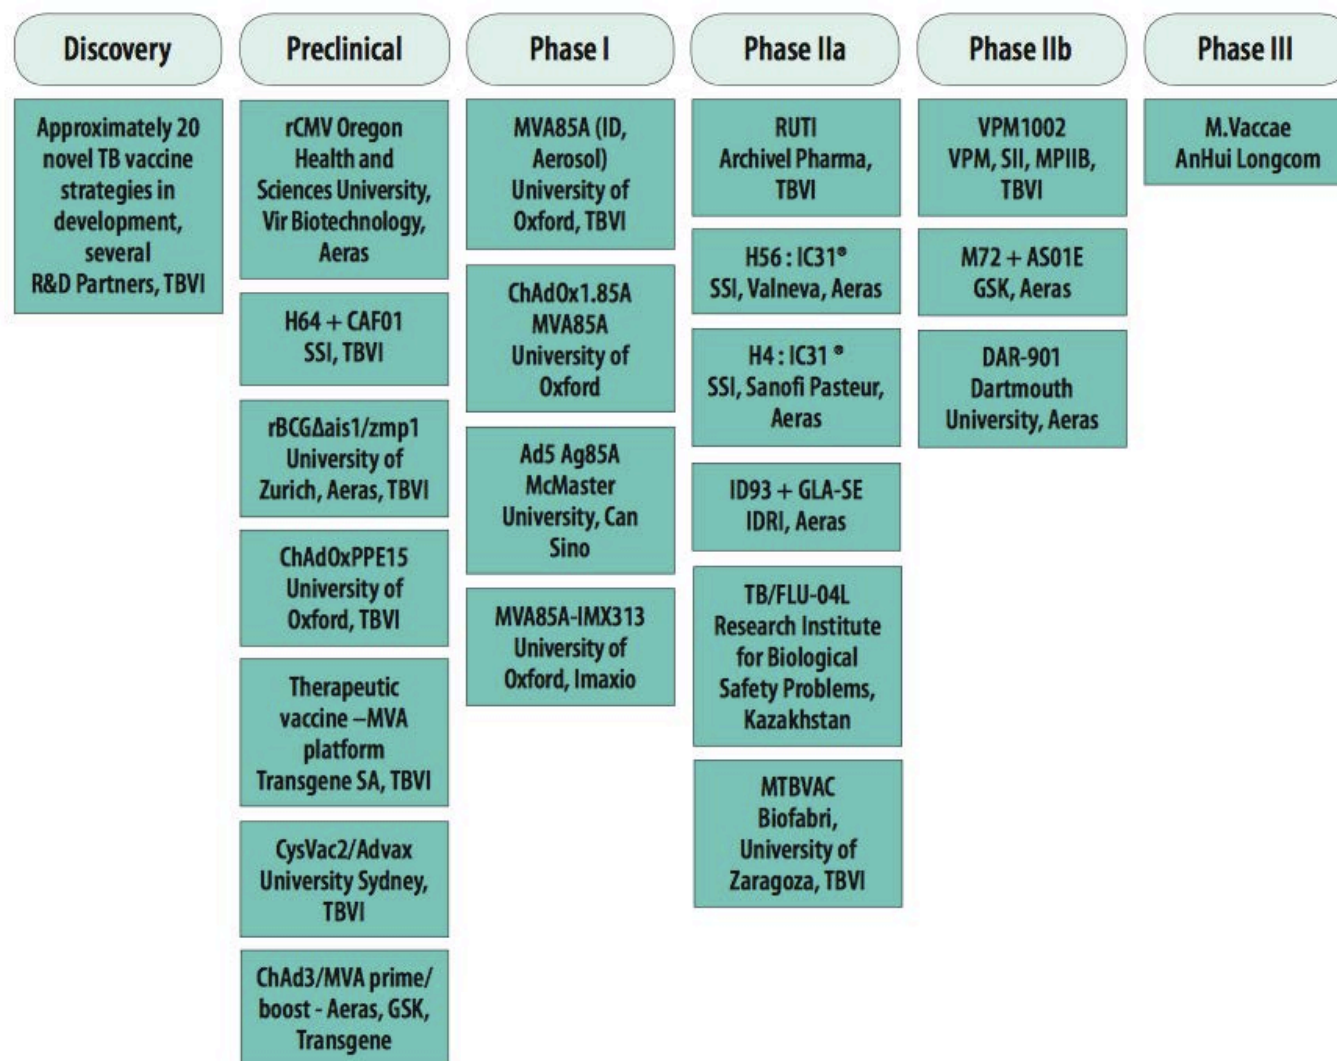 Discovery
Approximately 20
novel TB vaccine
strategies in
development,
several
R&D Partners, TBVI
Preclinical
rCMV Oregon
Health and
Sciences University,
Vir Biotechnology,
Aeras
H64 + CAF01
SSI, TBVI
rBCGΔais1/zmp1
University of
Zurich, Aeras, TBVI
ChAdOxPPE15
University of
Oxford, TBVI
Therapeutic
vaccine –MVA
platform
Transgene SA, TBVI
CysVac2/Advax
University Sydney,
TBVI
ChAd3/MVA prime/
boost - Aeras, GSK,
Transgene
Phase I
MVA85A (ID,
Aerosol)
University of
Oxford, TBVI
ChAdOx1.85A
MVA85A
University of
Oxford
Ad5 Ag85A
McMaster
University, Can
Sino
MVA85A-IMX313
University of
Oxford, Imaxio
Phase IIa
RUTI
Archivel Pharma,
TBVI
H56 : IC31®
SSI, Valneva, Aeras
H4 : IC31 ®
SSI, Sanofi Pasteur,
Aeras
ID93 + GLA-SE
IDRI, Aeras
TB/FLU-04L
Research Institute
for Biological
Safety Problems,
Kazakhstan
MTBVAC
Biofabri,
University of
Zaragoza, TBVI
Phase IIb
VPM1002
VPM, SII, MPIIB,
TBVI
M72 + AS01E
GSK, Aeras
DAR-901
Dartmouth
University, Aeras
Phase III
M.Vaccae
AnHui Longcom